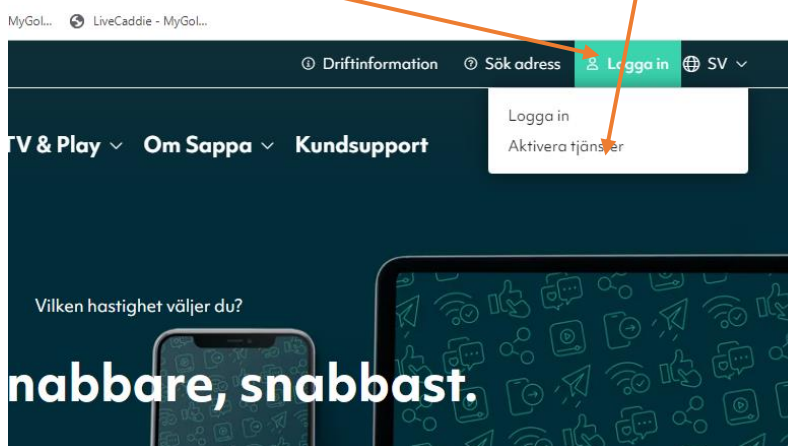 MyGol... LiveCaddie - MyGol...
Driftinformation Sök adress Logga in SV
Logga in
Aktivera tjänster
TV & Play Om Sappa Kundsupport
Vilken hastighet väljer du?
nabbare, snabbast.